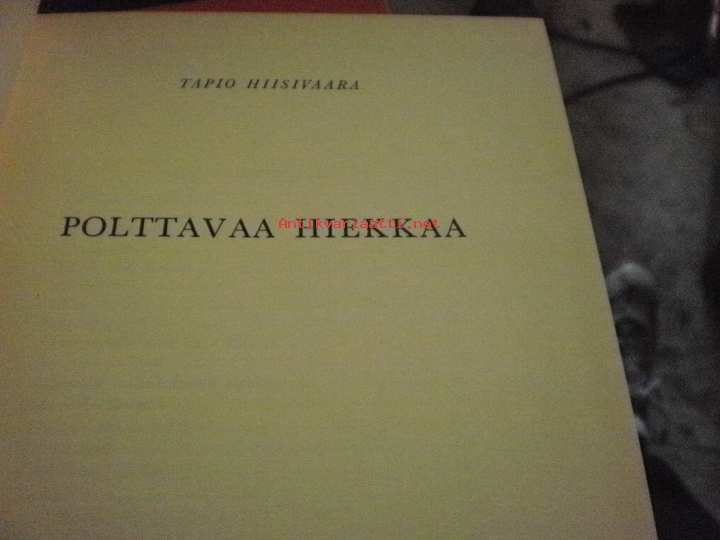 TAPIO HIISIVAARA
POLTTAVAA HIEKKAA
Antikvariaatti.net